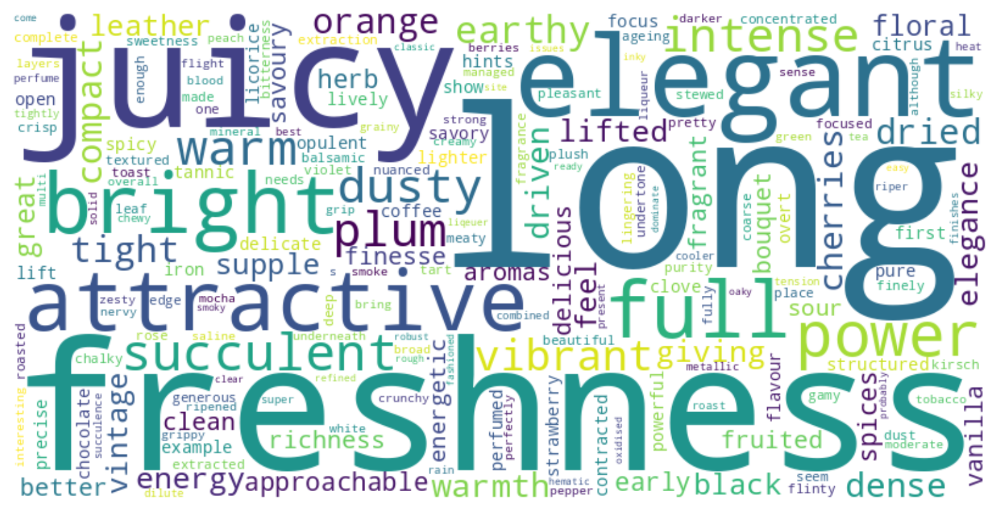 come
complete
layers
perfume
open
tightly
crisp
juicy
leather
sweetness
peach
licorice
bitterness
savoury
compact
enough
flight
blood
made
one
mineral
orange
extraction
classic
herb
lively
earthy
berries
hints
managed
issues
show
site
focus
ageing
darker
concentrated
intense
floral
citrus
heat
inky
elegant
pleasant
liqueur
sense
stewed
although
silky
strong
savory
creamy
best
grainy
spicy
textured
toast
overall
warm
opulent
balsamic
tannic
violet
needs
nuanced
lighter
fragrance
lifted
pretty
focused
dried
green
tea
plush
ready
driven
great
multi
solid
bright
leaf
chewy
grip
dusty
coffee
plum
liqeuer
meaty
long
lingering
undertone
dominate
fragrant
coarse
bouquet
overt
cherries
easy
riper
elegance
finishes
first
tight
delicate
finesse
lift
iron
supple
s
smoke
tart
aromas
delicious
feel
present
cooler
purity
clove
fully
oaky
tension
place
pure
finely
sour
attractive
zesty
nervy
edge
mocha
smoky
deep
bring
combined
full
power
roasted
rose
saline
underneath
robust
broad
rough
fashioned
beautiful
succulent
chalky
vibrant
giving
metallic
structured
kirsch
freshness
interesting
precise
chocolate
succulence
vintage
clear
refined
generous
ripened
super
crunchy
energetic
clean
grippy
example
white
richness
extracted
perfumed
perfectly
strawberry
contracted
oxidised
powerful
roast
flavour
gamy
fruited
spices
probably
tobacco
dust
moderate
vanilla
better
dilute
energy
approachable
rain
warmth
hematic
pepper
early
black
seem
flinty
dense